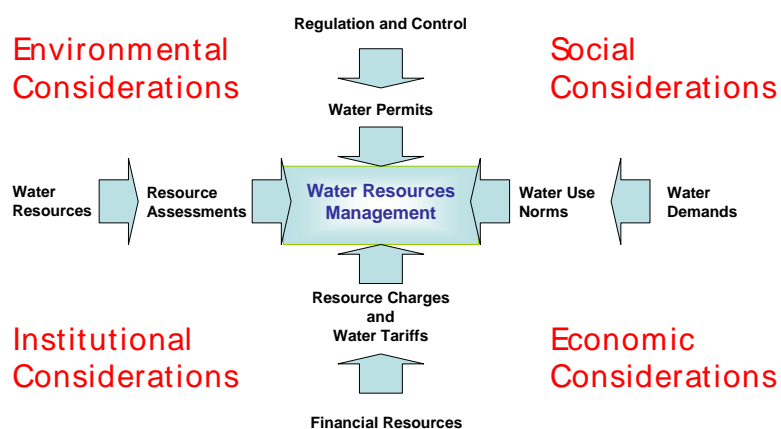 Regulation and Control
Environmental
Considerations
Social
Considerations
Water Permits
Water
Resources
Resource
Assessments
Water Resources
Management
Water Use
Norms
Water
Demands
Resource Charges
and
Water Tariffs
Institutional
Considerations
Economic
Considerations
Financial Resources